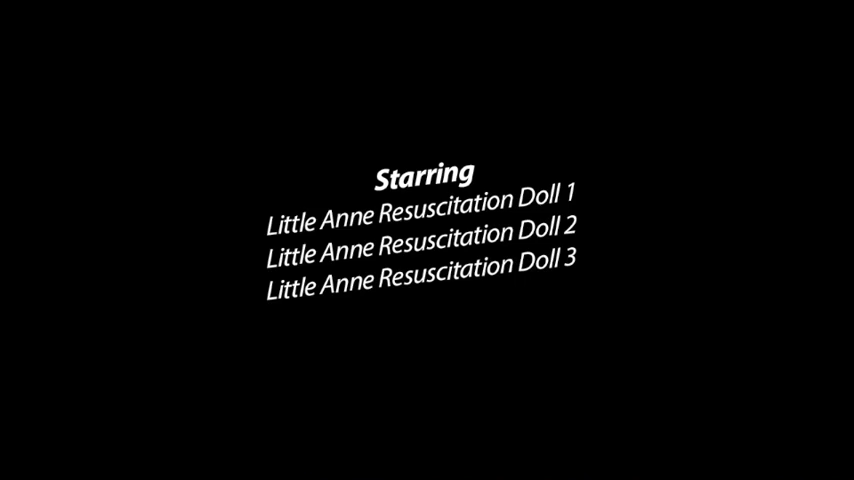 Starring
Little Anne Resuscitation Doll 1
Little Anne Resuscitation Doll 2
Little Anne Resuscitation Doll 3